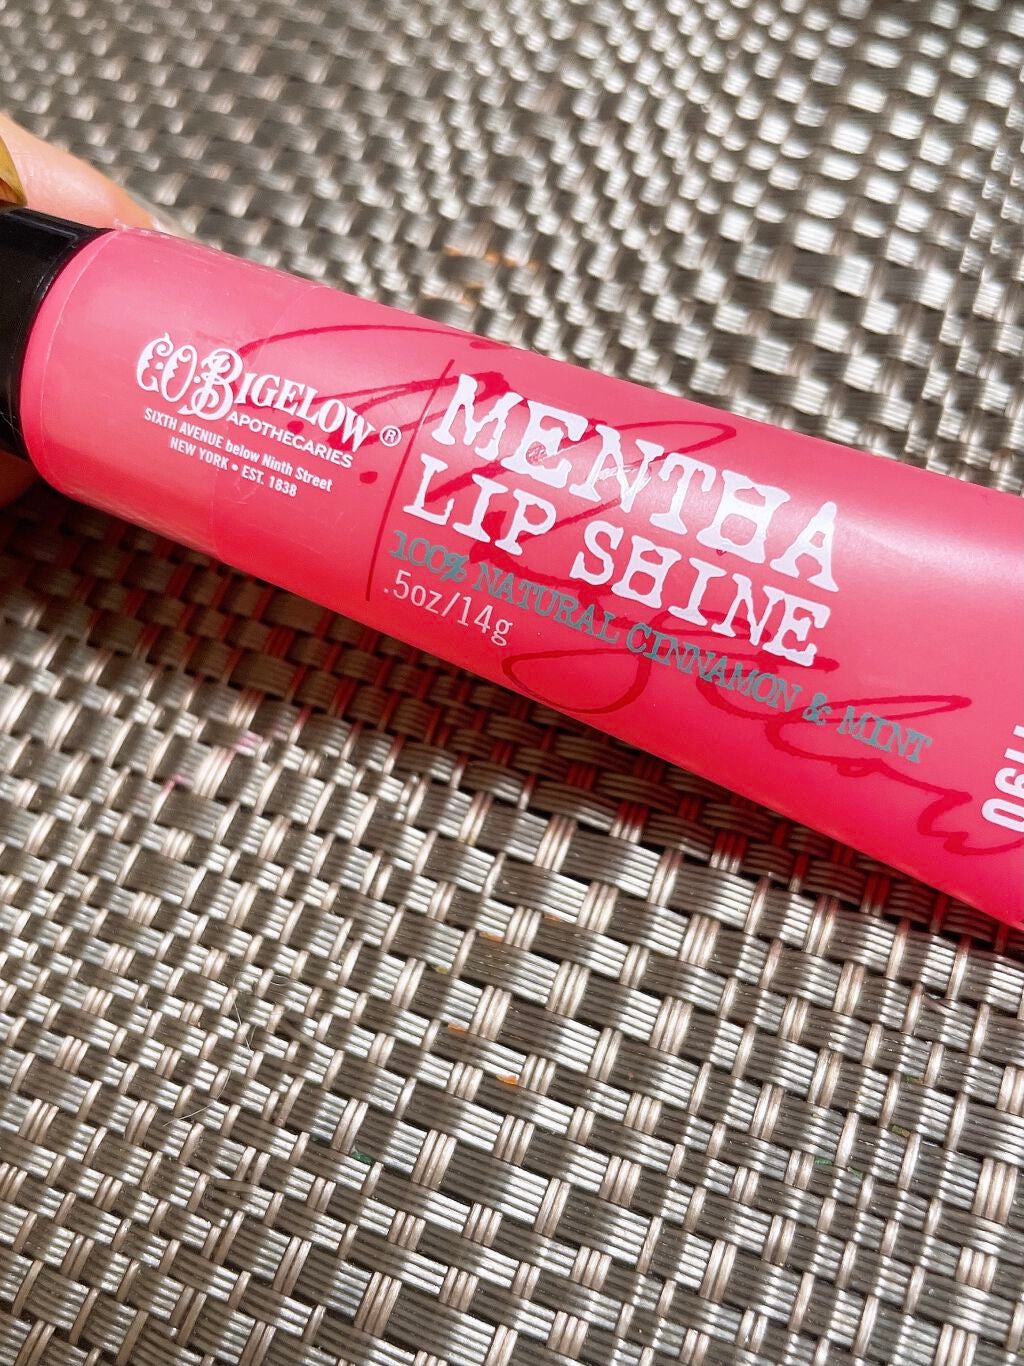 C.O. BIGELOW ®
APOTHECARIES
SIXTH AVENUE below Ninth Street
NEW YORK • EST. 1838
MENTHA
LIP SHINE
100% NATURAL CINNAMON & MINT
.5oz/14g
1190